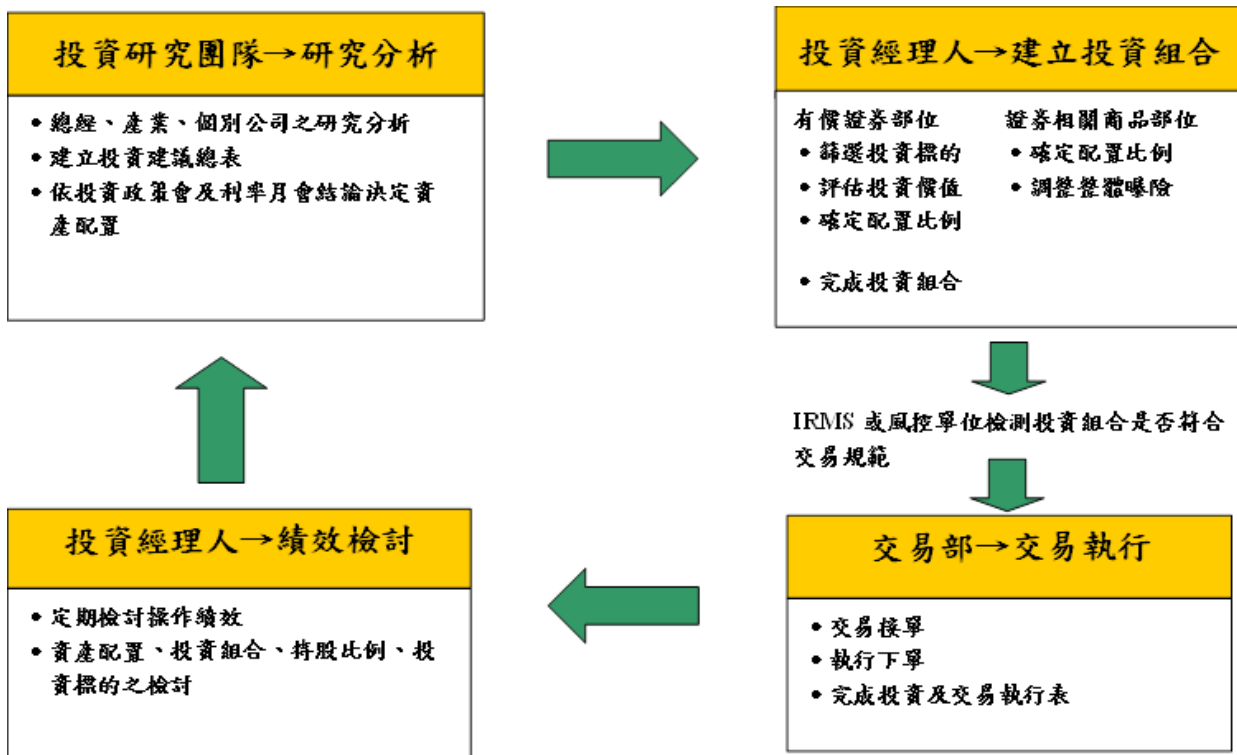 投資研究團隊→研究分析
• 總經、產業、個別公司之研究分析
• 建立投資建議總表
• 依投資政策會及利率月會結論決定資
產配置
投資經理人→建立投資組合
有價證券部位
• 篩選投資標的
• 評估投資價值
• 確定配置比例
• 完成投資組合
證券相關商品部位
• 確定配置比例
• 調整整體曝險
IRMS 或風控單位檢測投資組合是否符合
交易規範
交易部→交易執行
• 交易接單
• 執行下單
• 完成投資及交易執行表
投資經理人→績效檢討
• 定期檢討操作績效
• 資產配置、投資組合、持股比例、投
資標的之檢討